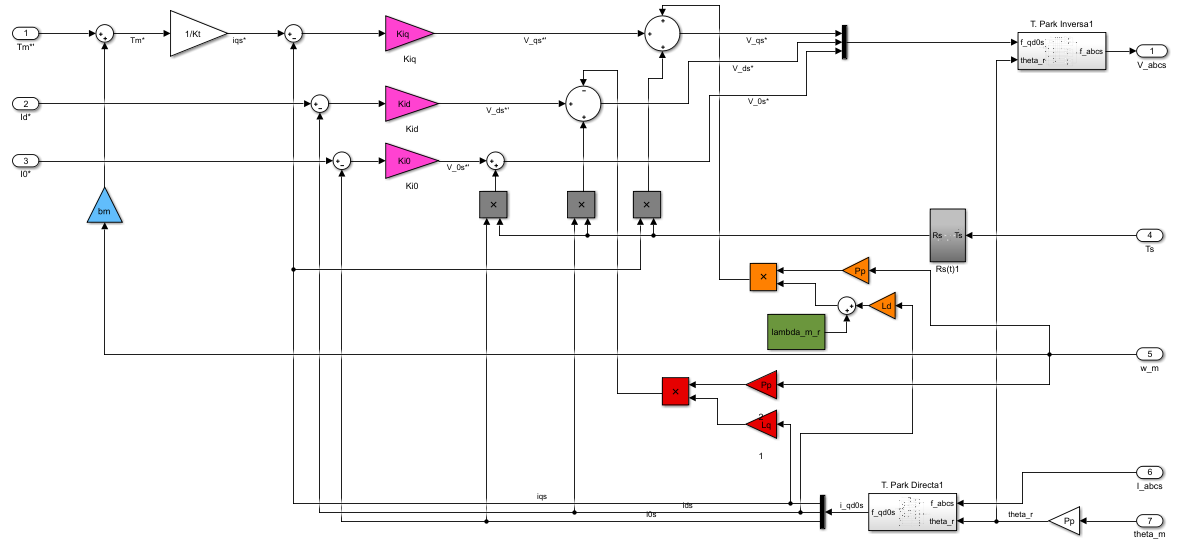 T. Park Inversa1
1
Tm*'
Tm*
1/Kt
iqs*
Kiq
Kiq
V_qs*'
V_qs*
f_qd0s
theta_r
f_abcs
1
V_abcs
V_ds*
2
Id*
Kid
Kid
V_ds*'
V_0s*
3
I0*
Ki0
Ki0
V_0s*'
bm
×
×
×
Rs
Ts
Rs(t)1
4
Ts
×
Pp
Ld
lambda_m_r
5
w_m
×
Pp
2
Lq
1
T. Park Directa1
6
I_abcs
iqs
Ids
I0s
i_qd0s
f_qd0s
f_abcs
theta_r
theta_r
Pp
7
theta_m